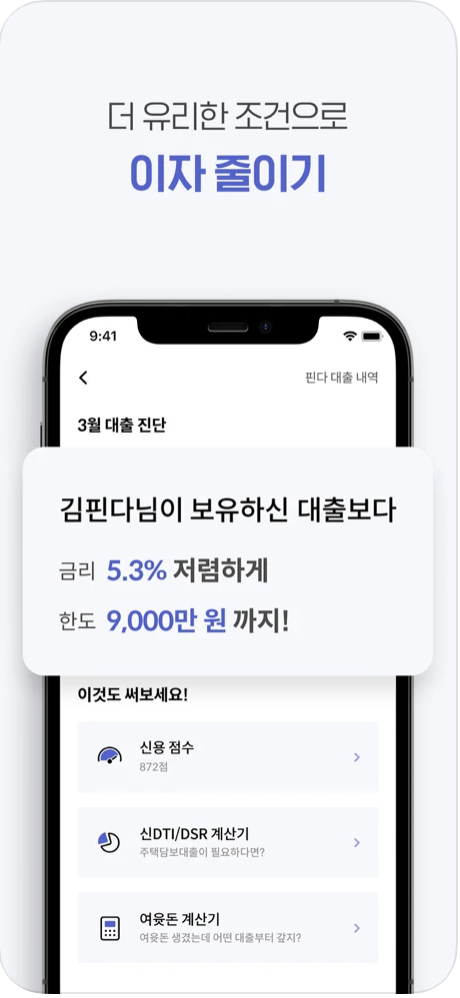 더 유리한 조건으로
이자 줄이기
9:41
핀다 대출 내역
3월 대출 진단
김핀다님이 보유하신 대출보다
금리 5.3% 저렴하게
한도 9,000만 원 까지!
이것도 써보세요!
신용 점수
872점
신DTI/DSR 계산기
주택담보대출이 필요하다면?
여윳돈 계산기
여윳돈 생겼는데 어떤 대출부터 갚지?